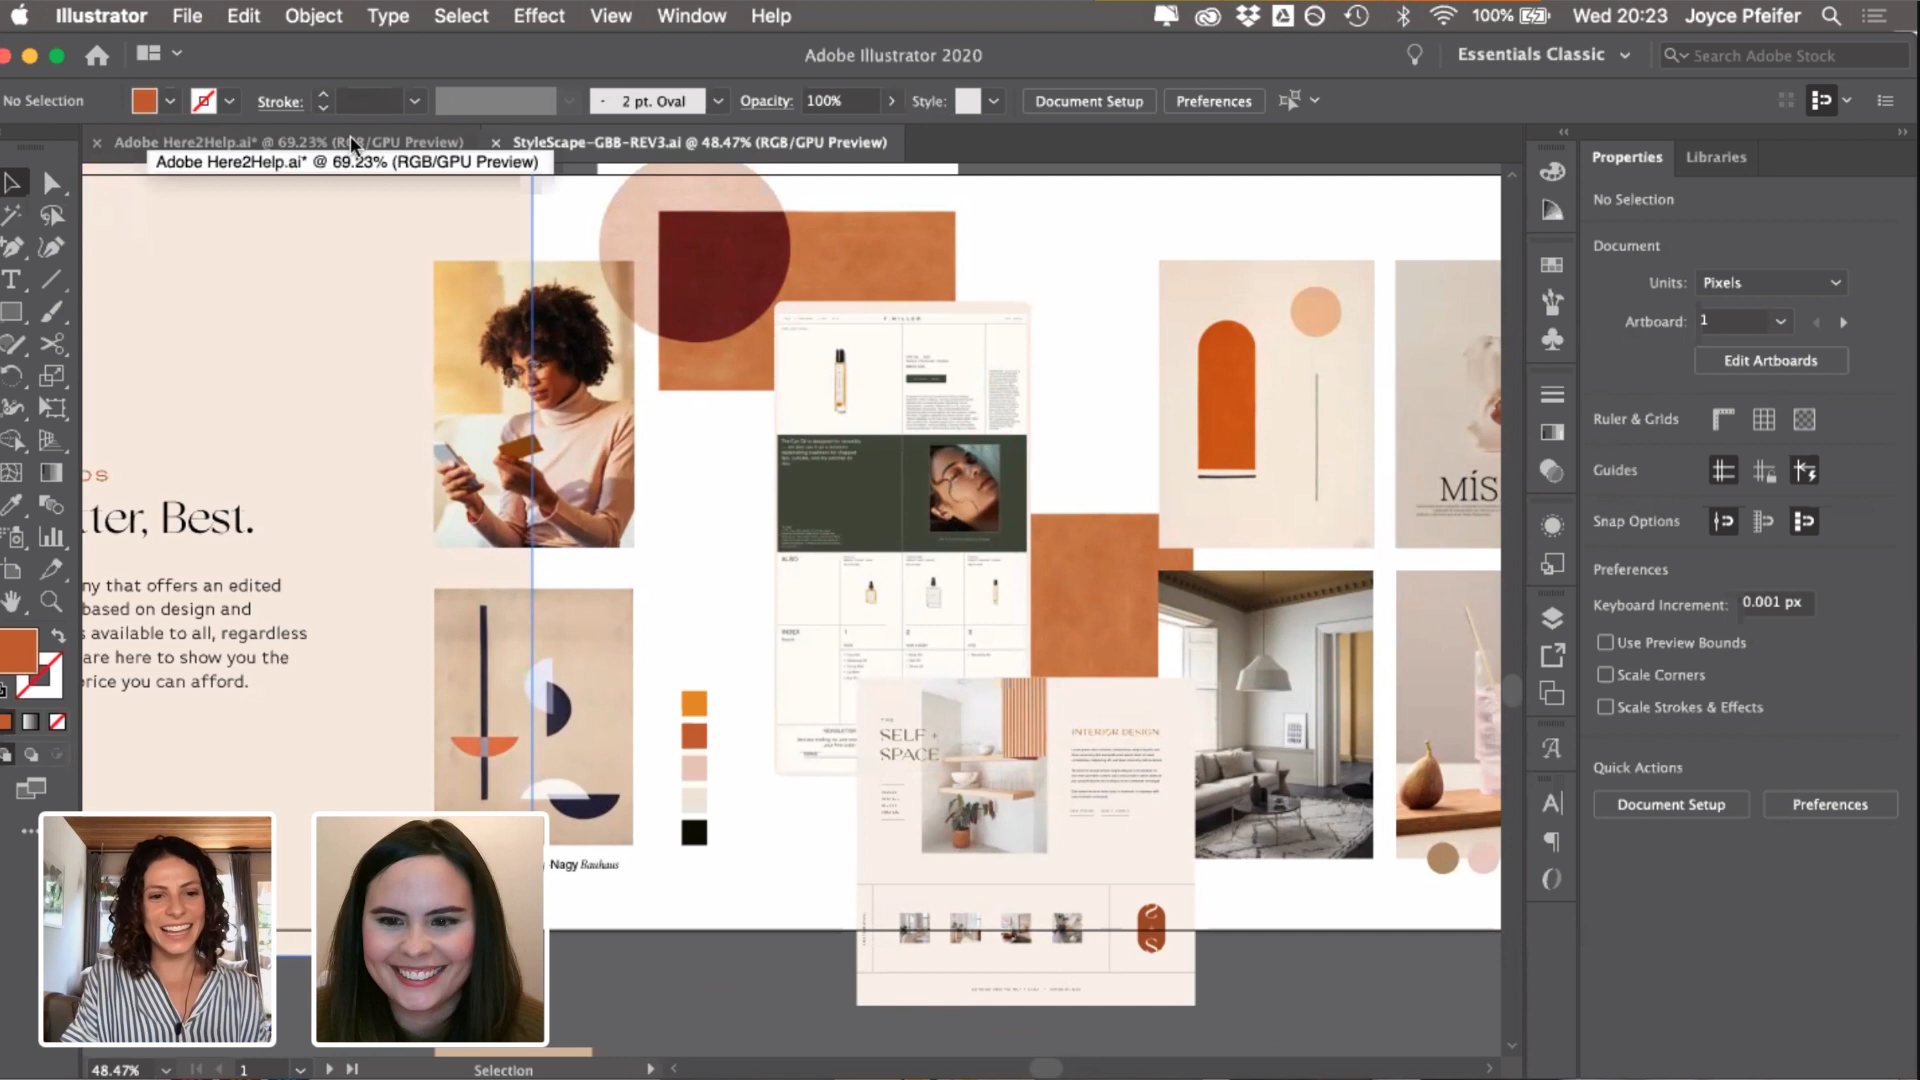 Illustrator File Edit Object Type Select Effect View Window Help
100% Wed 20:23 Joyce Pfeifer
Adobe Illustrator 2020
Essentials Classic
Search Adobe Stock
No Selection
Stroke:
2 pt. Oval
Opacity: 100%
Style:
Document Setup
Preferences
Adobe Here2Help.ai* @ 69.23% (RGB/GPU Preview)
StyleScape-GBB-REV3.ai @ 48.47% (RGB/GPU Preview)
Adobe Here2Help.ai* @ 69.23% (RGB/GPU Preview)
DS
tter, Best.
ny that offers an edited
based on design and
s available to all, regardless
are here to show you the
rice you can afford.
-Nagy Bauhaus
SELF +
SPACE
INTERIOR DESIGN
MÍS
Properties
Libraries
No Selection
Document
Units: Pixels
Artboard: 1
Edit Artboards
Ruler & Grids
Guides
Snap Options
Preferences
Keyboard Increment: 0.001 px
Use Preview Bounds
Scale Corners
Scale Strokes & Effects
Quick Actions
Document Setup
Preferences
48.47%
1
Selection